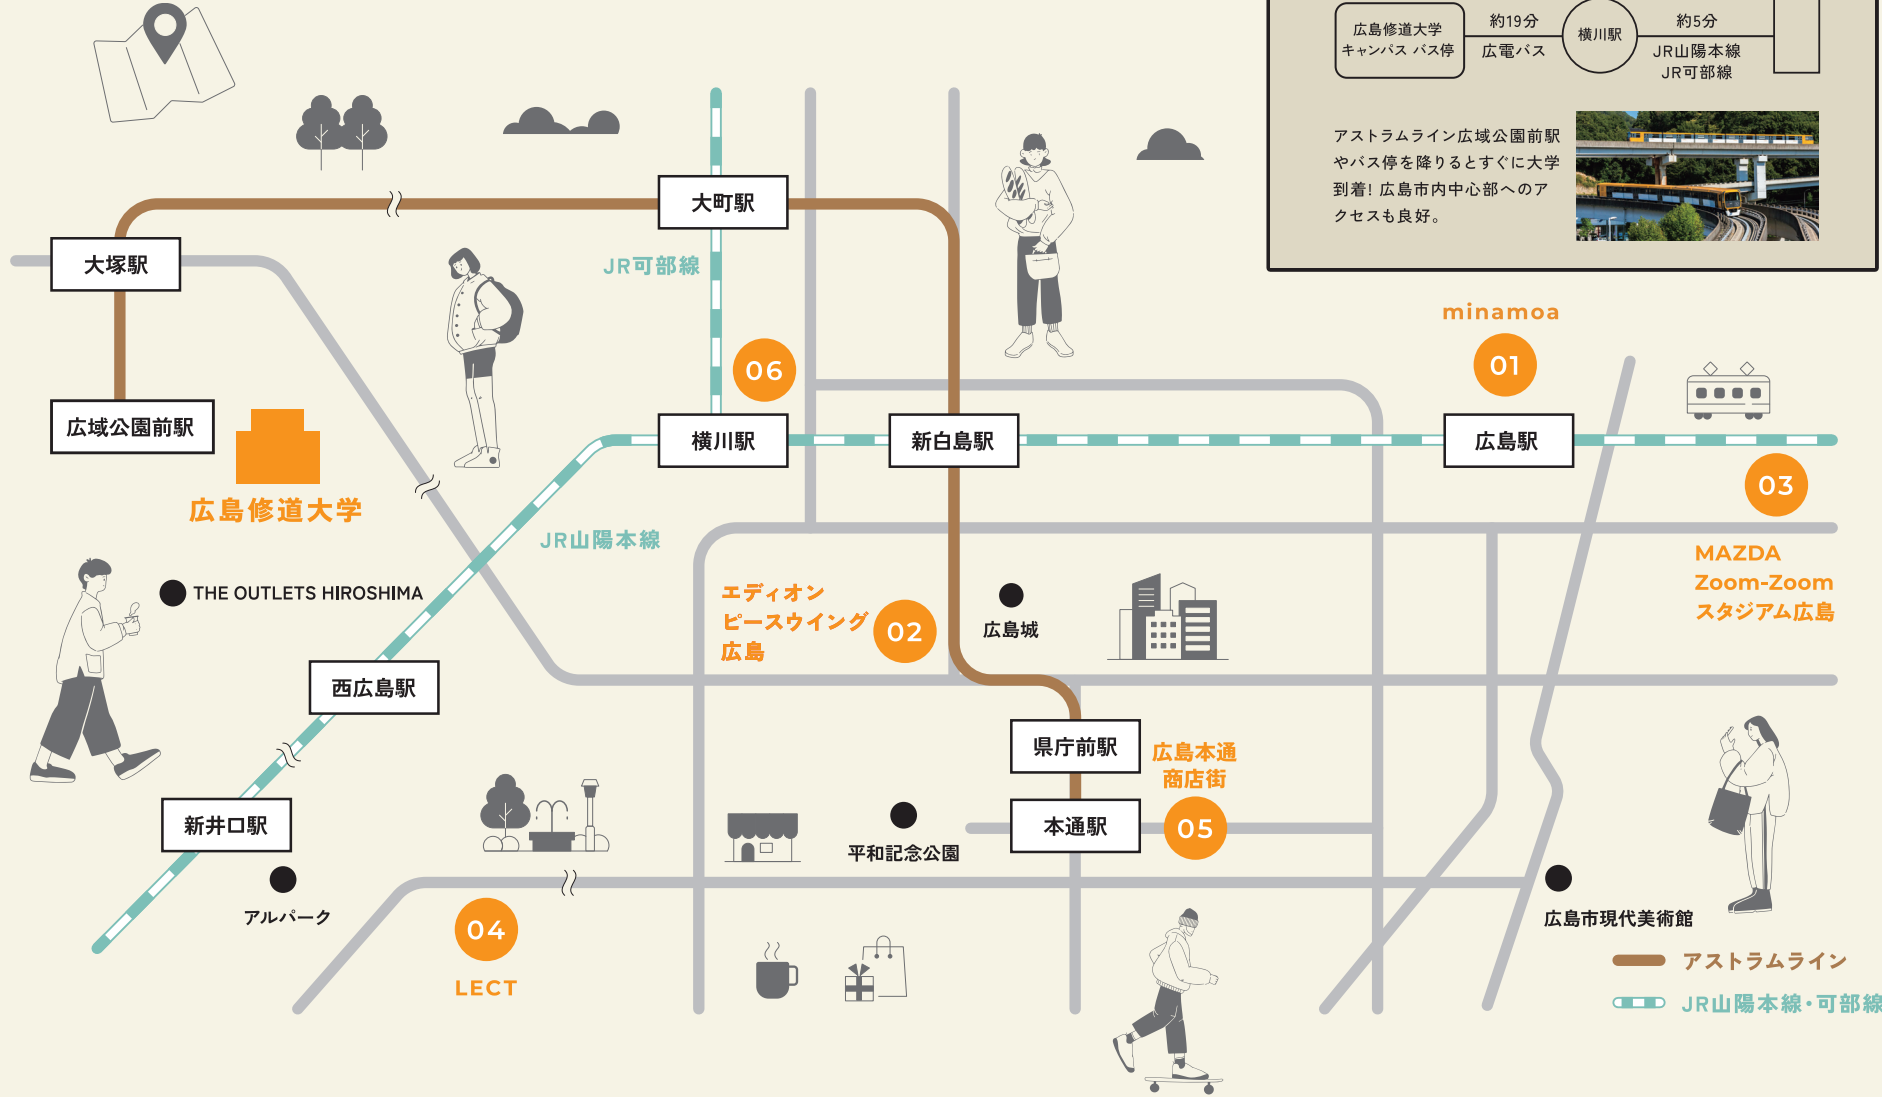 広島修道大学
キャンパス バス停
約19分
広電バス
横川駅
約5分
JR山陽本線
JR可部線
アストラムライン広域公園前駅
やバス停を降りるとすぐに大学
到着! 広島市内中心部へのア
クセスも良好。
大町駅
大塚駅
JR可部線
minamoa
01
06
広域公園前駅
横川駅
新白島駅
広島駅
03
広島修道大学
JR山陽本線
MAZDA
Zoom-Zoom
スタジアム広島
THE OUTLETS HIROSHIMA
エディオン
ピースウイング
広島
02
広島城
西広島駅
県庁前駅
広島本通
商店街
新井口駅
本通駅
05
平和記念公園
アルパーク
04
LECT
広島市現代美術館
アストラムライン
JR山陽本線・可部線